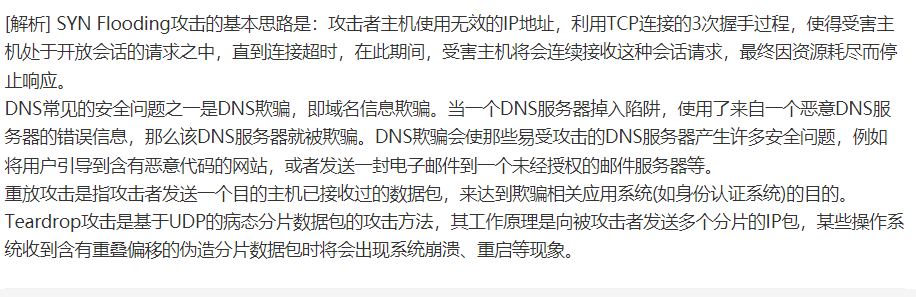 [解析] SYN Flooding攻击的基本思路是：攻击者主机使用无效的IP地址，利用TCP连接的3次握手过程，使得受害主
机处于开放会话的请求之中，直到连接超时，在此期间，受害主机将会连续接收这种会话请求，最终因资源耗尽而停
止响应。
DNS常见的安全问题之一是DNS欺骗，即域名信息欺骗。当一个DNS服务器掉入陷阱，使用了来自一个恶意DNS服
务器的错误信息，那么该DNS服务器就被欺骗。DNS欺骗会使那些易受攻击的DNS服务器产生许多安全问题，例如
将用户引导到含有恶意代码的网站，或者发送一封电子邮件到一个未经授权的邮件服务器等。
重放攻击是指攻击者发送一个目的主机已接收过的数据包，来达到欺骗相关应用系统(如身份认证系统)的目的。
Teardrop攻击是基于UDP的病态分片数据包的攻击方法，其工作原理是向被攻击者发送多个分片的IP包，某些操作系
统收到含有重叠偏移的伪造分片数据包时将会出现系统崩溃、重启等现象。